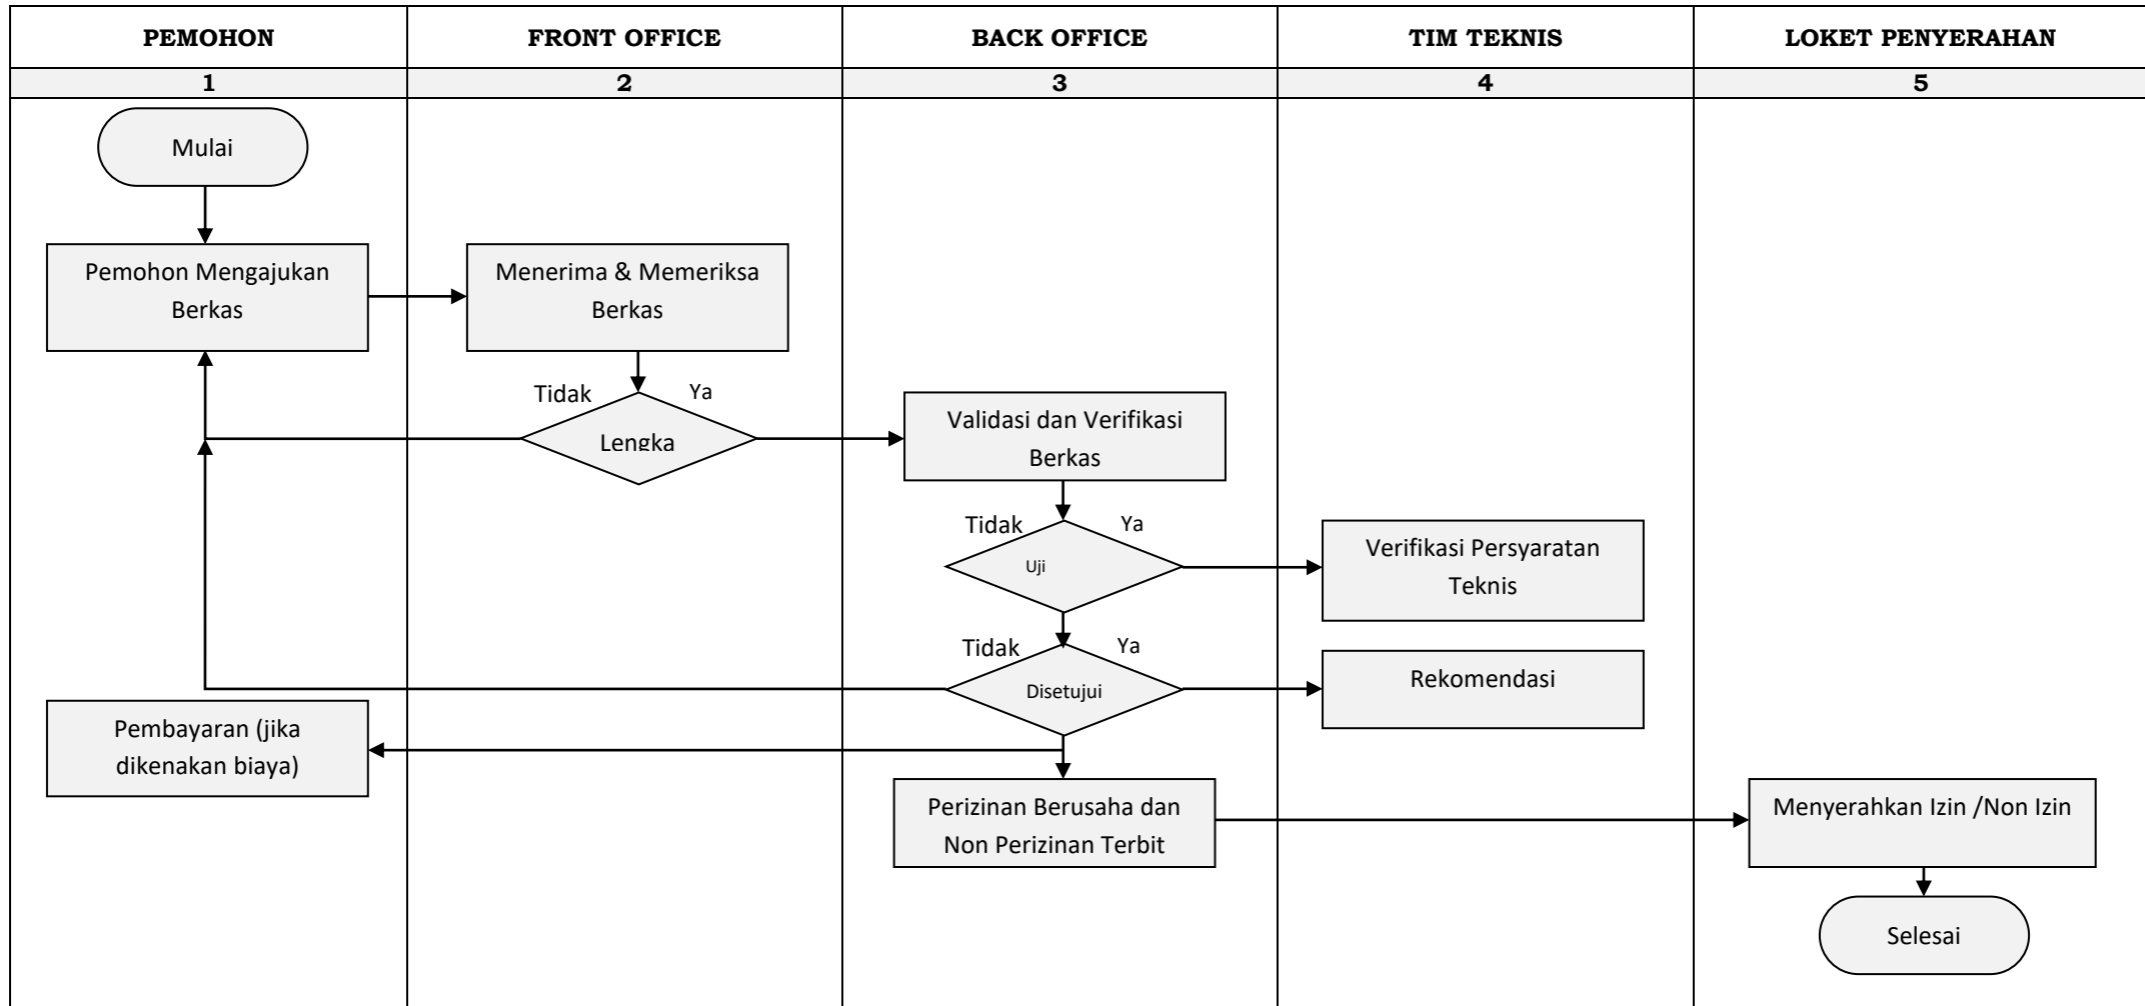 PEMOHON
FRONT OFFICE
BACK OFFICE
TIM TEKNIS
LOKET PENYERAHAN
1
2
3
4
5
Mulai
Pemohon Mengajukan
Berkas
Menerima & Memeriksa
Berkas
Tidak
Ya
Lengka
Validasi dan Verifikasi
Berkas
Tidak
Ya
Uji
Verifikasi Persyaratan
Teknis
Tidak
Ya
Disetujui
Rekomendasi
Pembayaran (jika
dikenakan biaya)
Perizinan Berusaha dan
Non Perizinan Terbit
Menyerahkan Izin /Non Izin
Selesai